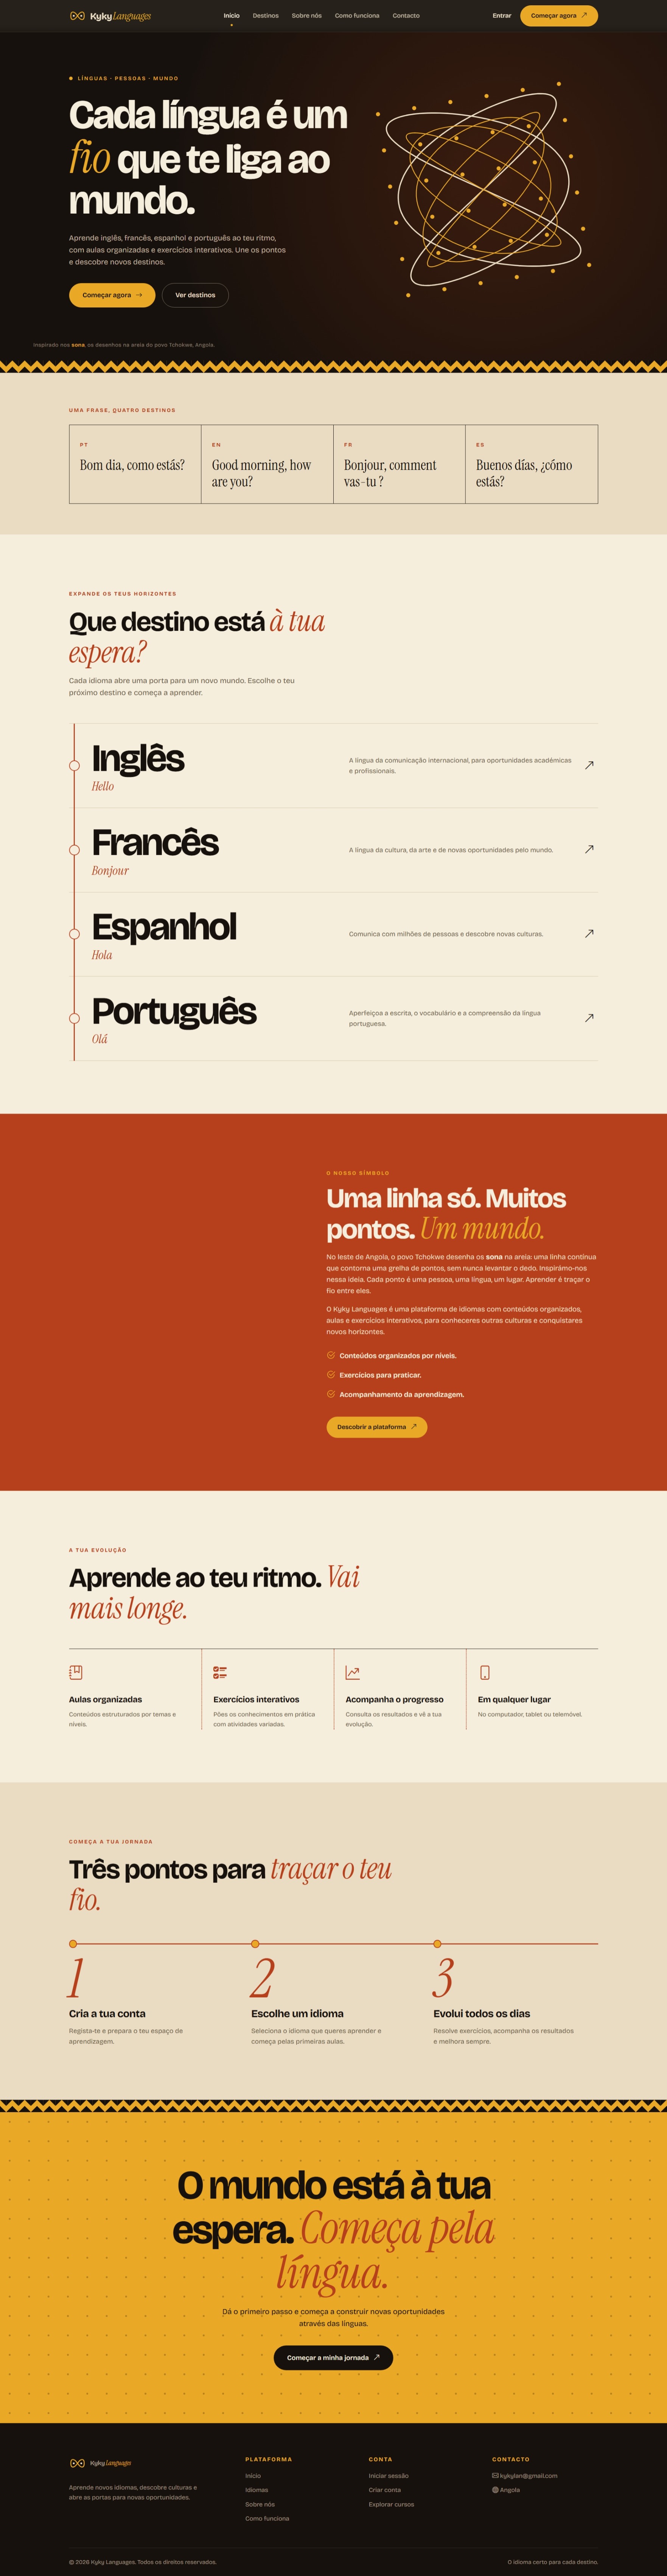 Kyky Languages
Início
Destinos
Sobre nós
Como funciona
Contacto
Entrar
Começar agora
LÍNGUAS · PESSOAS · MUNDO
Cada língua é um
fio que te liga ao
mundo.
Aprende inglês, francês, espanhol e português ao teu ritmo,
com aulas organizadas e exercícios interativos. Une os pontos
e descobre novos destinos.
Começar agora
Ver destinos
Inspirado nos sona, os desenhos na areia do povo Tchokwe, Angola.
UMA FRASE, QUATRO DESTINOS
PT
Bom dia, como estás?
EN
Good morning, how
are you?
FR
Bonjour, comment
vas-tu ?
ES
Buenos días, ¿cómo
estás?
EXPANDE OS TEUS HORIZONTES
Que destino está à tua
espera?
Cada idioma abre uma porta para um novo mundo. Escolhe o teu
próximo destino e começa a aprender.
Inglês
Hello
A língua da comunicação internacional, para oportunidades académicas
e profissionais.
Francês
Bonjour
A língua da cultura, da arte e de novas oportunidades pelo mundo.
Espanhol
Hola
Comunica com milhões de pessoas e descobre novas culturas.
Português
Olá
Aperfeiçoa a escrita, o vocabulário e a compreensão da língua
portuguesa.
O NOSSO SÍMBOLO
Uma linha só. Muitos
pontos. Um mundo.
No leste de Angola, o povo Tchokwe desenha os sona na areia: uma linha contínua
que contorna uma grelha de pontos, sem nunca levantar o dedo. Inspirámo-nos
nessa ideia. Cada ponto é uma pessoa, uma língua, um lugar. Aprender é traçar o
fio entre eles.
O Kyky Languages é uma plataforma de idiomas com conteúdos organizados,
aulas e exercícios interativos, para conheceres outras culturas e conquistares
novos horizontes.
Conteúdos organizados por níveis.
Exercícios para praticar.
Acompanhamento da aprendizagem.
Descobrir a plataforma
A TUA EVOLUÇÃO
Aprende ao teu ritmo. Vai
mais longe.
Aulas organizadas
Conteúdos estruturados por temas e
níveis.
Exercícios interativos
Pões os conhecimentos em prática
com atividades variadas.
Acompanha o progresso
Consulta os resultados e vê a tua
evolução.
Em qualquer lugar
No computador, tablet ou telemóvel.
COMEÇA A TUA JORNADA
Três pontos para traçar o teu
fio.
1
Cria a tua conta
Regista-te e prepara o teu espaço de
aprendizagem.
2
Escolhe um idioma
Seleciona o idioma que queres aprender e
começa pelas primeiras aulas.
3
Evolui todos os dias
Resolve exercícios, acompanha os resultados
e melhora sempre.
O mundo está à tua
espera. Começa pela
língua.
Dá o primeiro passo e começa a construir novas oportunidades
através das línguas.
Começar a minha jornada
Kyky Languages
Aprende novos idiomas, descobre culturas e
abre as portas para novas oportunidades.
PLATAFORMA
Início
Idiomas
Sobre nós
Como funciona
CONTA
Iniciar sessão
Criar conta
Explorar cursos
CONTACTO
kykylan@gmail.com
Angola
© 2026 Kyky Languages. Todos os direitos reservados.
O idioma certo para cada destino.